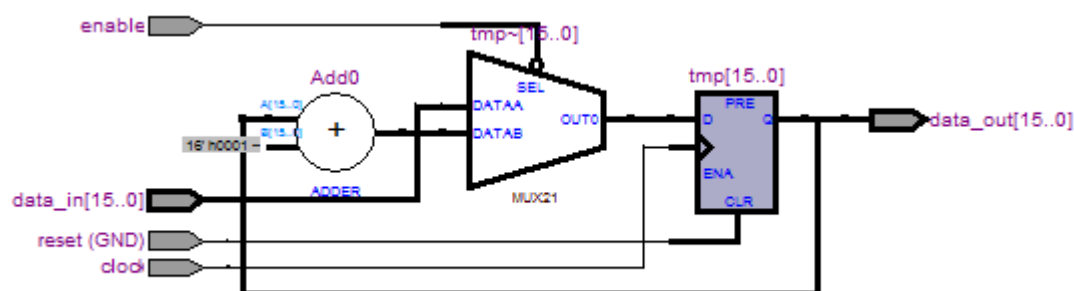 enable
tmp~[15..0]
SEL
DATAA
DATAB
OUT0
MUX21
Add0
A[15..0]
B[15..0]
+
16' h0001 --
ADDER
tmp[15..0]
PRE
D
Q
ENA
CLR
data_out[15..0]
data_in[15..0]
reset (GND)
clock